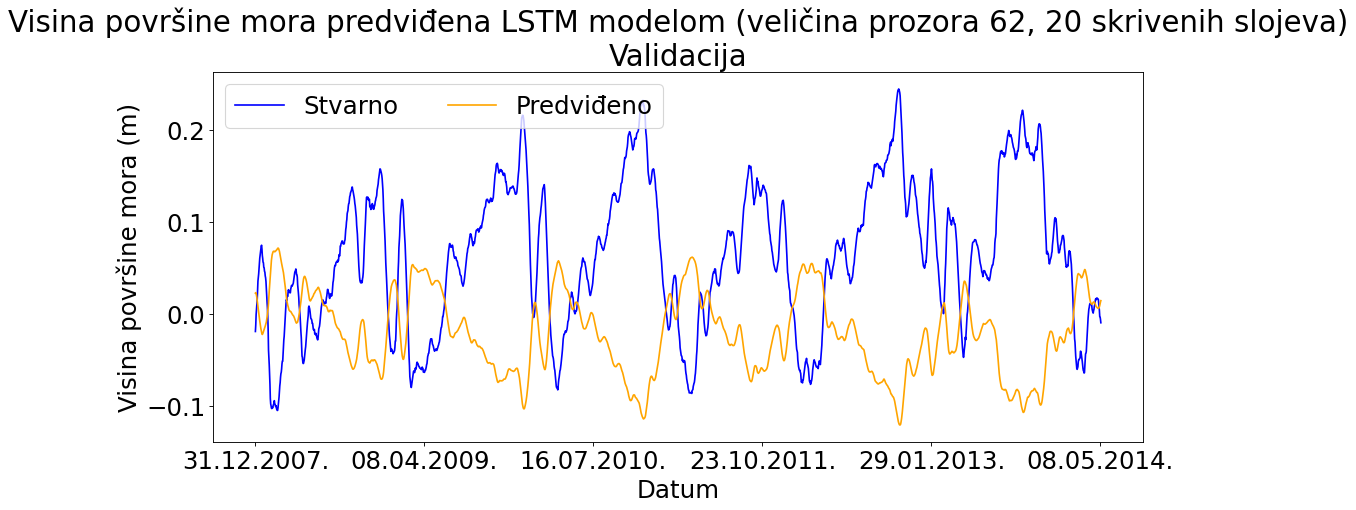 Visina površine mora predviđena LSTM modelom (veličina prozora 62, 20 skrivenih slojeva)
Validacija
Stvarno Predviđeno
Visina površine mora (m)
0.2
0.1
0.0
−0.1
31.12.2007. 08.04.2009. 16.07.2010. 23.10.2011. 29.01.2013. 08.05.2014.
Datum